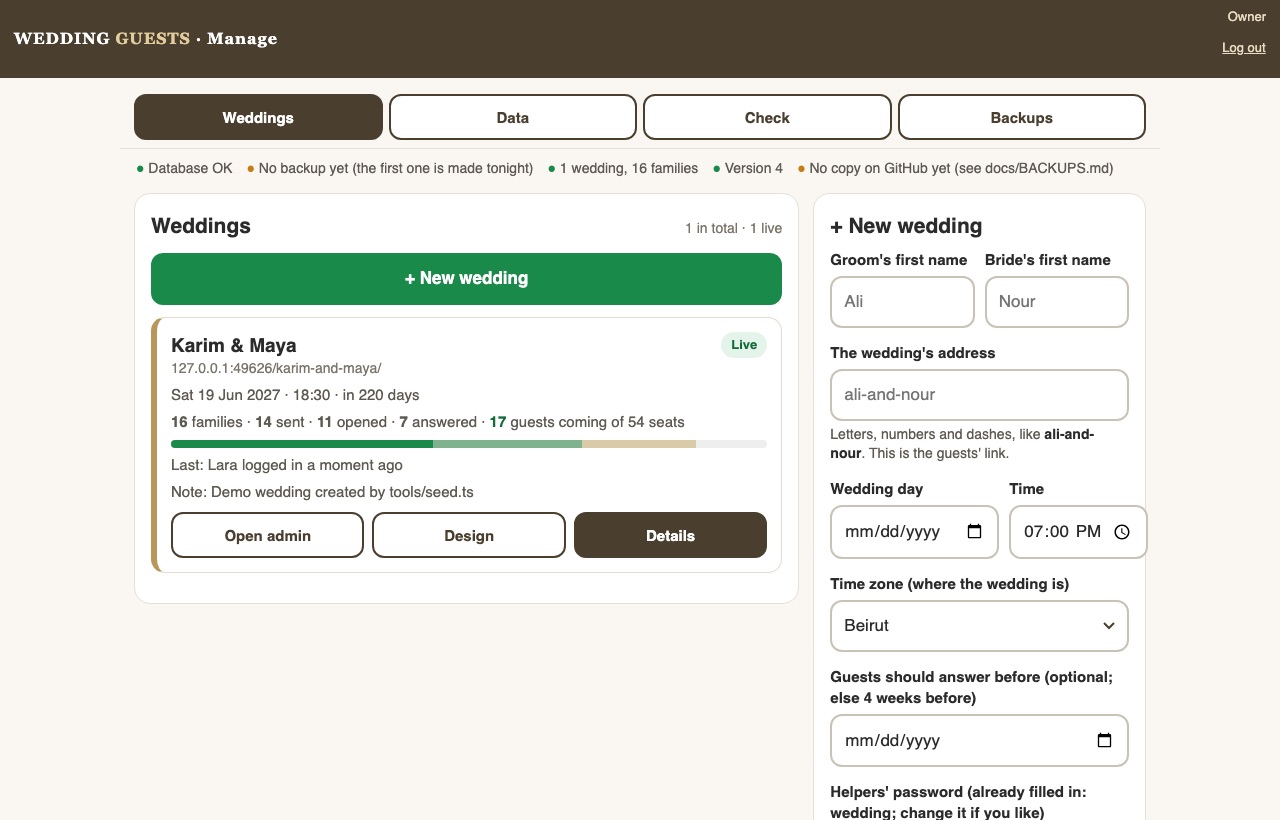 WEDDING GUESTS · Manage
Owner
Log out
Weddings
Data
Check
Backups
Database OK
No backup yet (the first one is made tonight)
1 wedding, 16 families
Version 4
No copy on GitHub yet (see docs/BACKUPS.md)
Weddings
1 in total · 1 live
+ New wedding
Karim & Maya
Live
127.0.0.1:49626/karim-and-maya/
Sat 19 Jun 2027 · 18:30 · in 220 days
16 families · 14 sent · 11 opened · 7 answered · 17 guests coming of 54 seats
Last: Lara logged in a moment ago
Note: Demo wedding created by tools/seed.ts
Open admin
Design
Details
+ New wedding
Groom's first name
Bride's first name
Ali
Nour
The wedding's address
ali-and-nour
Letters, numbers and dashes, like ali-and-
nour. This is the guests' link.
Wedding day
Time
mm/dd/yyyy
07:00 PM
Time zone (where the wedding is)
Beirut
Guests should answer before (optional;
else 4 weeks before)
mm/dd/yyyy
Helpers' password (already filled in:
wedding; change it if you like)